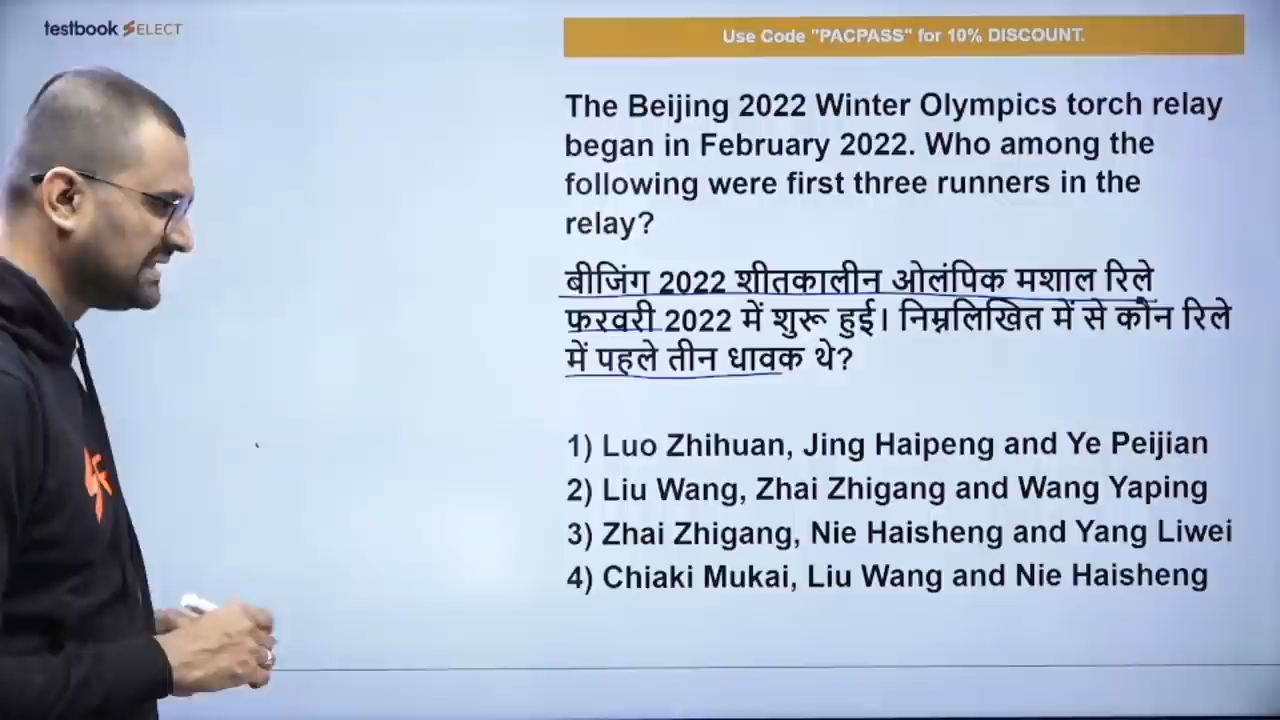 testbook SELECT
Use Code "PACPASS" for 10% DISCOUNT.
The Beijing 2022 Winter Olympics torch relay
began in February 2022. Who among the
following were first three runners in the
relay?
बीजिंग 2022 शीतकालीन ओलंपिक मशाल रिले
फरवरी 2022 में शुरू हुई। निम्नलिखित में से कौन रिले
में पहले तीन धावक थे?
1) Luo Zhihuan, Jing Haipeng and Ye Peijian
2) Liu Wang, Zhai Zhigang and Wang Yaping
3) Zhai Zhigang, Nie Haisheng and Yang Liwei
4) Chiaki Mukai, Liu Wang and Nie Haisheng